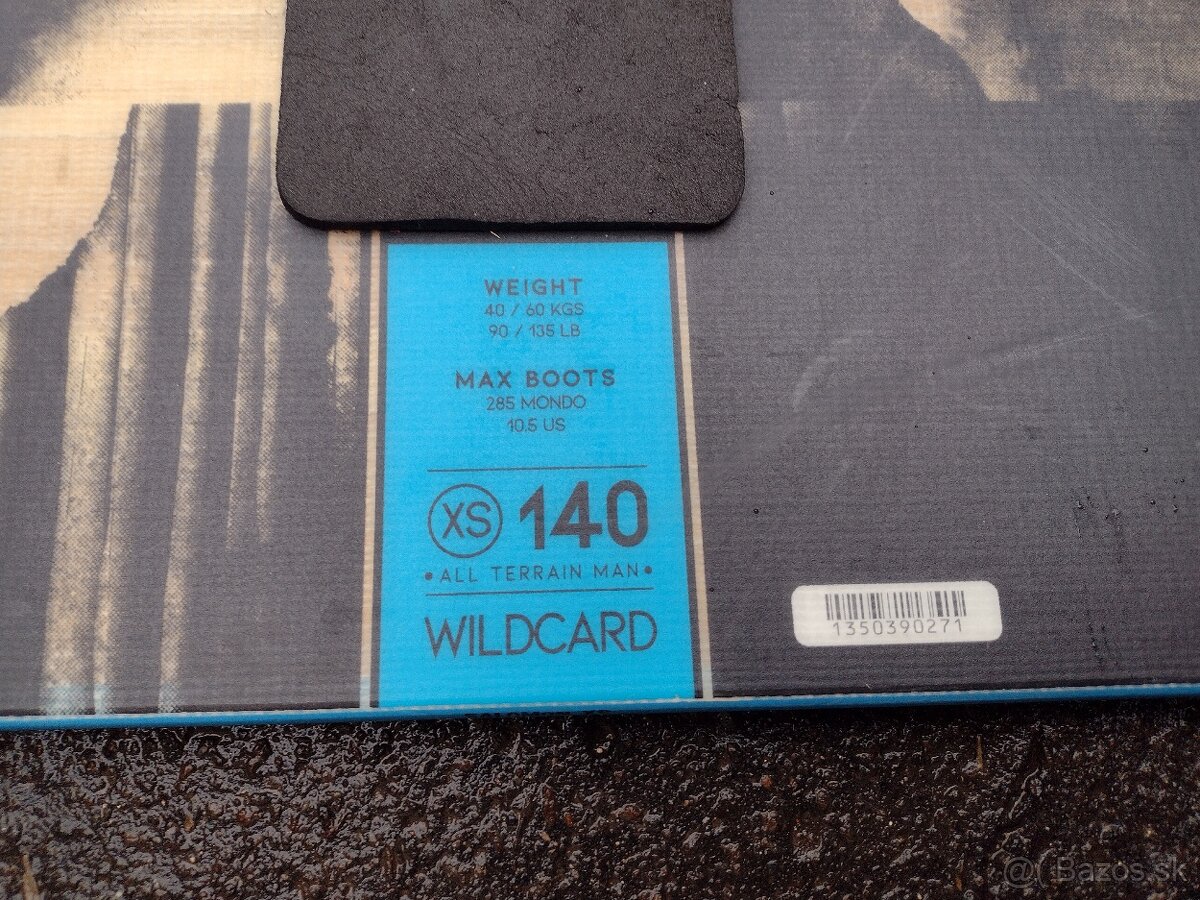 WEIGHT
40 / 60 KGS
90 / 135 LB
MAX BOOTS
285 MONDO
10.5 US
XS 140
•ALL TERRAIN MAN•
WILDCARD
1350390271
@( Bazos.sk